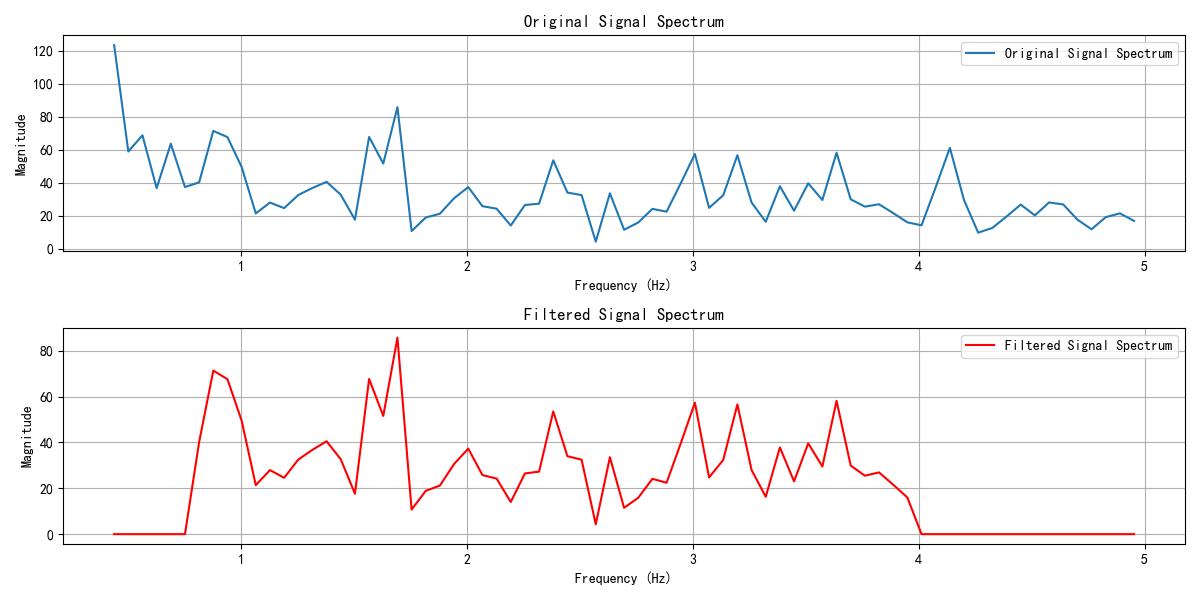 Original Signal Spectrum
Original Signal Spectrum
Magnitude
120
100
80
60
40
20
0
1
2
3
4
5
Frequency (Hz)
Filtered Signal Spectrum
Filtered Signal Spectrum
Magnitude
80
60
40
20
0
1
2
3
4
5
Frequency (Hz)